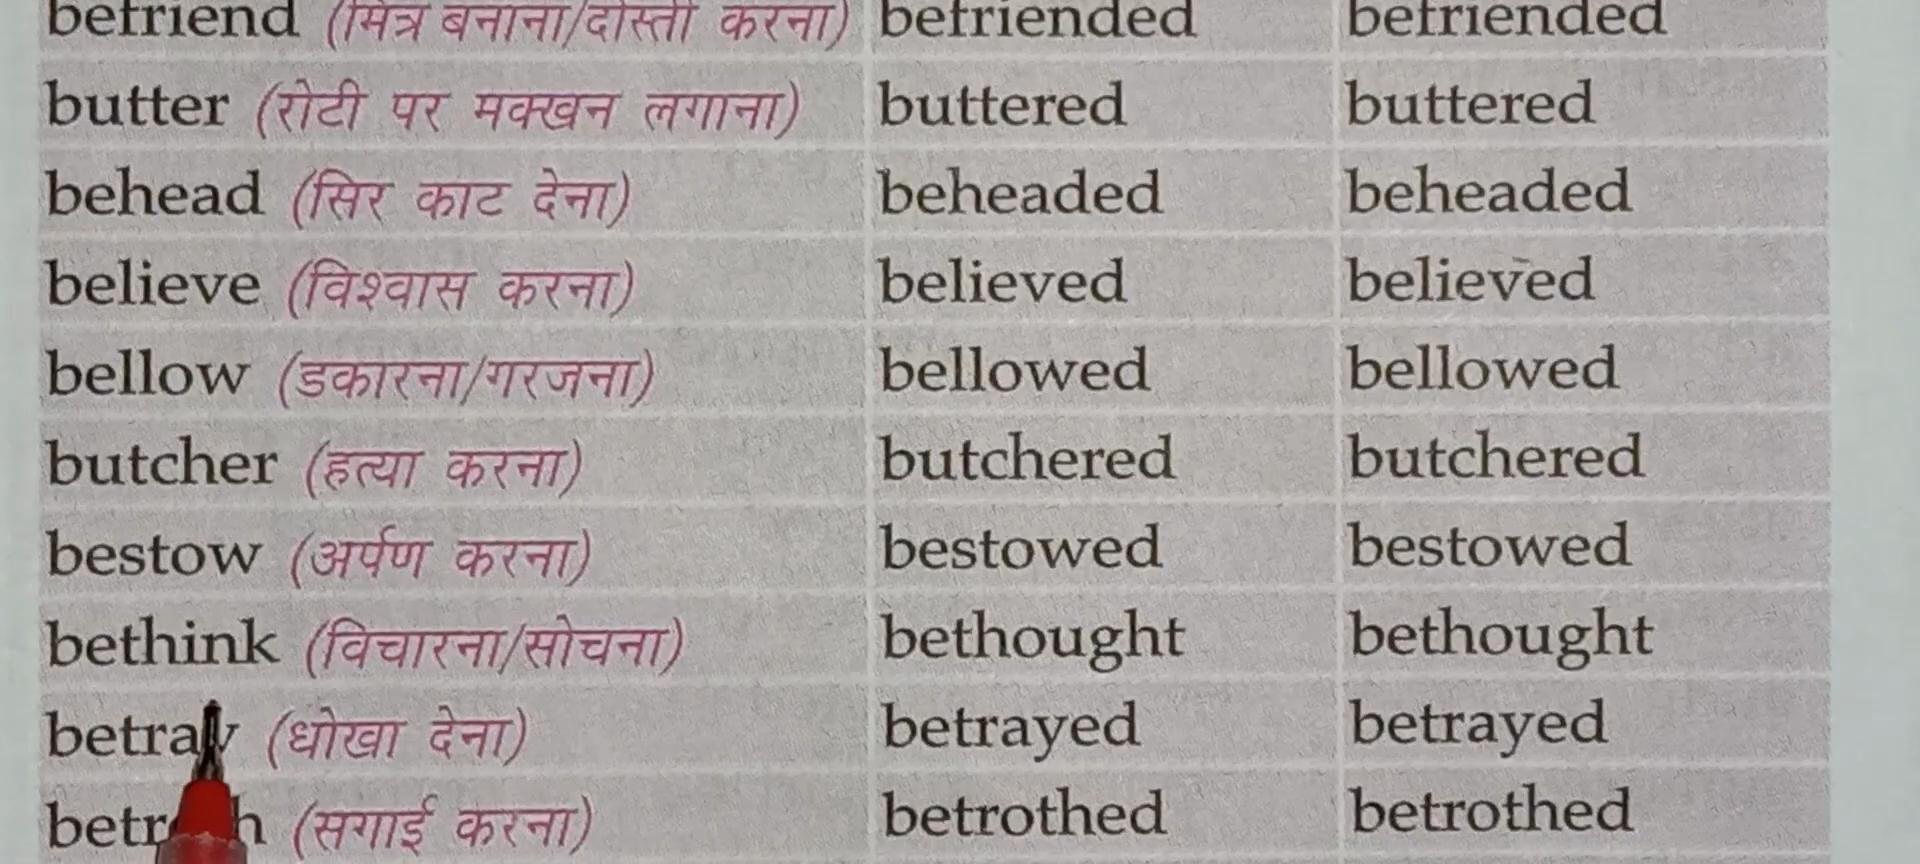 befriend (मित्र बनाना/दोस्ती करना) befriended befriended
butter (रोटी पर मक्खन लगाना) buttered buttered
behead (सिर काट देना) beheaded beheaded
believe (विश्वास करना) believed believed
bellow (डकारना/गरजना) bellowed bellowed
butcher (हत्या करना) butchered butchered
bestow (अर्पण करना) bestowed bestowed
bethink (विचारना/सोचना) bethought bethought
betray (धोखा देना) betrayed betrayed
(सगाई करना) betrothed betrothed